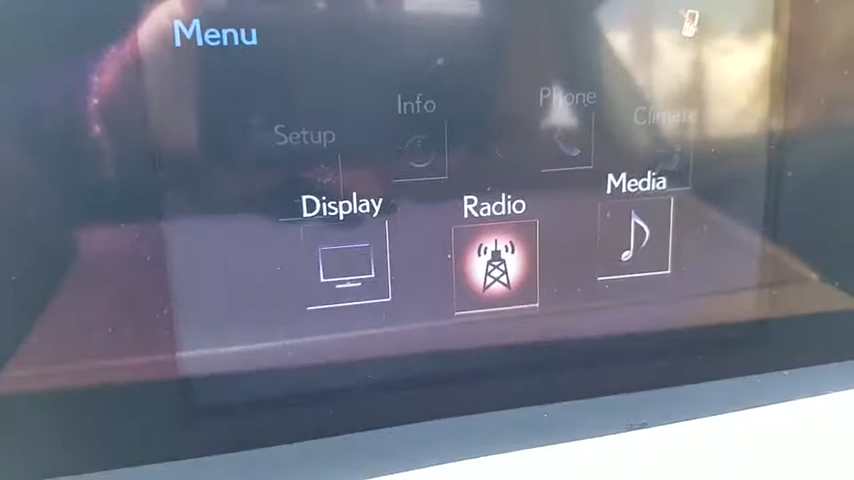 Menu
Info
Phone
Setup
Climate
Display
Radio
Media